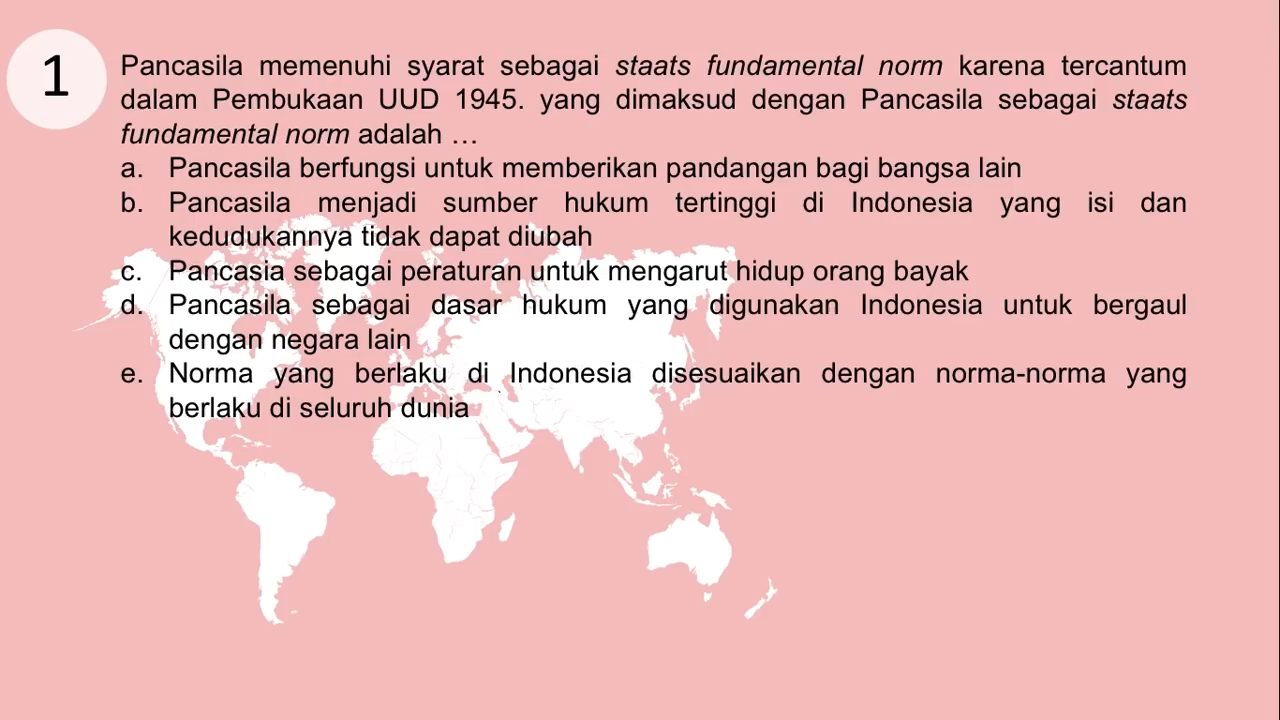 1
Pancasila memenuhi syarat sebagai staats fundamental norm karena tercantum
dalam Pembukaan UUD 1945. yang dimaksud dengan Pancasila sebagai staats
fundamental norm adalah …
a. Pancasila berfungsi untuk memberikan pandangan bagi bangsa lain
b. Pancasila menjadi sumber hukum tertinggi di Indonesia yang isi dan
kedudukannya tidak dapat diubah
c. Pancasia sebagai peraturan untuk mengarut hidup orang bayak
d. Pancasila sebagai dasar hukum yang digunakan Indonesia untuk bergaul
dengan negara lain
e. Norma yang berlaku di Indonesia disesuaikan dengan norma-norma yang
berlaku di seluruh dunia